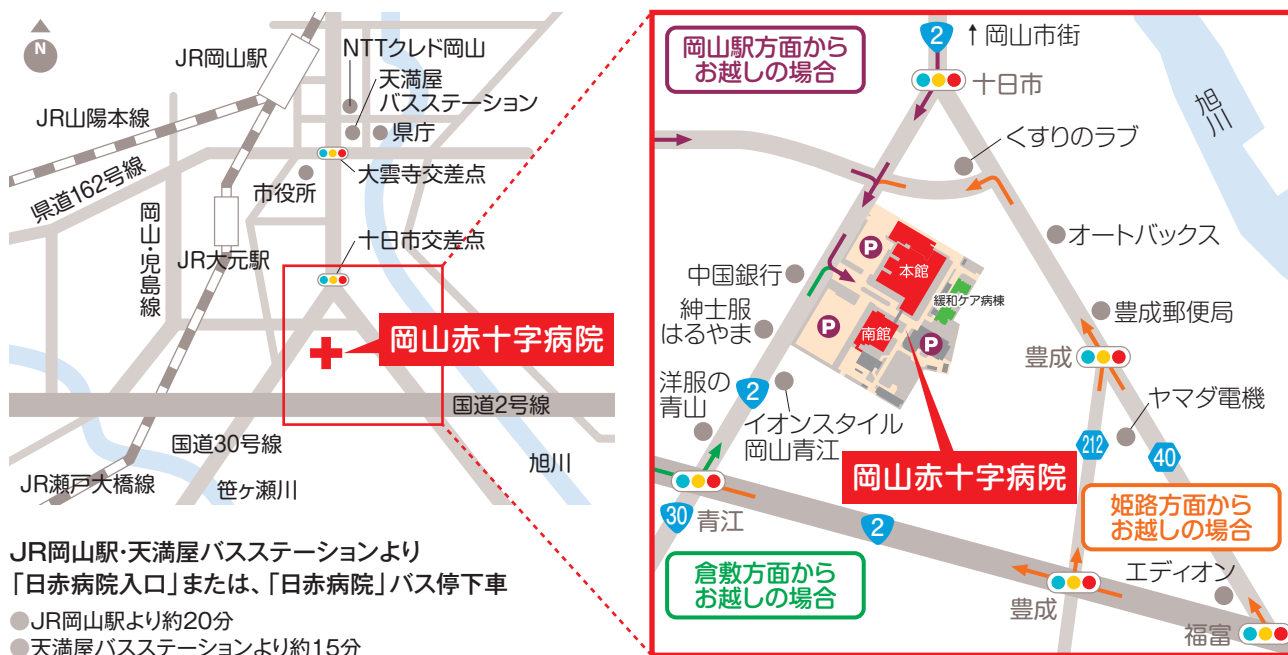 N
JR岡山駅
NTTクレド岡山
天満屋
バスステーション
県庁
JR山陽本線
大雲寺交差点
市役所
県道162号線
岡山・児島線
JR大元駅
十日市交差点
岡山赤十字病院
国道2号線
国道30号線
旭川
JR瀬戸大橋線
笹ヶ瀬川
JR岡山駅・天満屋バスステーションより
「日赤病院入口」または、「日赤病院」バス停下車
●JR岡山駅より約20分
●天満屋バスステーションより約15分
岡山駅方面から
お越しの場合
2
↑岡山市街
十日市
旭川
くすりのラブ
オートバックス
中国銀行
P
本館
緩和ケア病棟
紳士服
はるやま
P
南館
P
豊成郵便局
豊成
洋服の
青山
2
イオンスタイル
岡山青江
ヤマダ電機
212
40
岡山赤十字病院
30
青江
2
姫路方面から
お越しの場合
倉敷方面から
お越しの場合
豊成
エディオン
福富